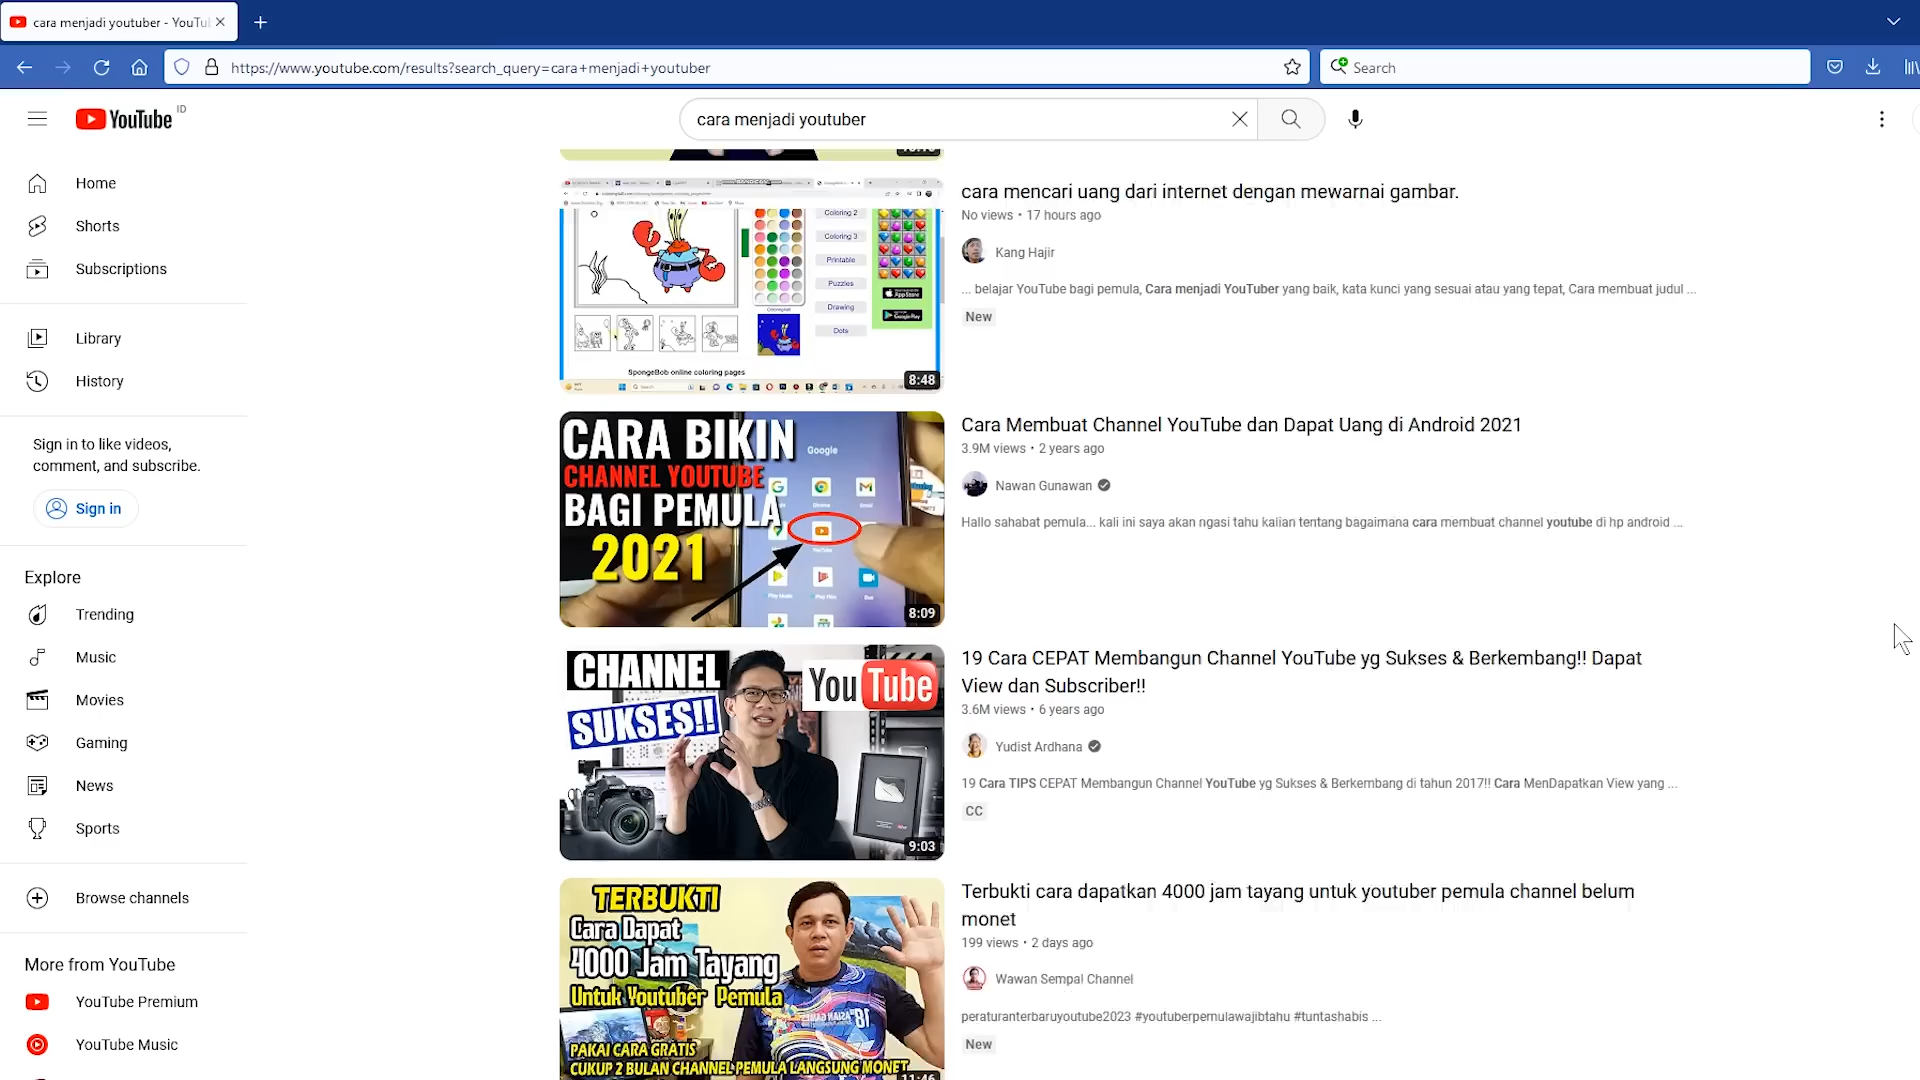 cara menjadi youtuber - YouTu
https://www.youtube.com/results?search_query=cara+menjadi+youtuber
Search
YouTube ID
cara menjadi youtuber
Home
Shorts
Subscriptions
Library
History
Sign in to like videos,
comment, and subscribe.
Sign in
Explore
Trending
Music
Movies
Gaming
News
Sports
Browse channels
More from YouTube
YouTube Premium
YouTube Music
Coloring 2
Coloring 3
Printable
Puzzles
Drawing
Dots
App Store
Google Play
SpongeBob online coloring pages
8:48
cara mencari uang dari internet dengan mewarnai gambar.
No views • 17 hours ago
Kang Hajir
... belajar YouTube bagi pemula, Cara menjadi YouTuber yang baik, kata kunci yang sesuai atau yang tepat, Cara membuat judul ...
New
CARA BIKIN
CHANNEL YOUTUBE
BAGI PEMULA
2021
Google
8:09
Cara Membuat Channel YouTube dan Dapat Uang di Android 2021
3.9M views • 2 years ago
Nawan Gunawan
Hallo sahabat pemula... kali ini saya akan ngasi tahu kalian tentang bagaimana cara membuat channel youtube di hp android ...
CHANNEL
SUKSES!!
YouTube
9:03
19 Cara CEPAT Membangun Channel YouTube yg Sukses & Berkembang!! Dapat
View dan Subscriber!!
3.6M views • 6 years ago
Yudist Ardhana
19 Cara TIPS CEPAT Membangun Channel YouTube yg Sukses & Berkembang di tahun 2017!! Cara MenDapatkan View yang ...
CC
TERBUKTI
Cara Dapat
4000 Jam Tayang
Untuk Youtuber Pemula
PAKAI CARA GRATIS
CUKUP 2 BULAN CHANNEL PEMULA LANGSUNG MONET
11:46
Terbukti cara dapatkan 4000 jam tayang untuk youtuber pemula channel belum
monet
199 views • 2 days ago
Wawan Sempal Channel
peraturanterbaruyoutube2023 #youtuberpemulawajibtahu #tuntashabis ...
New